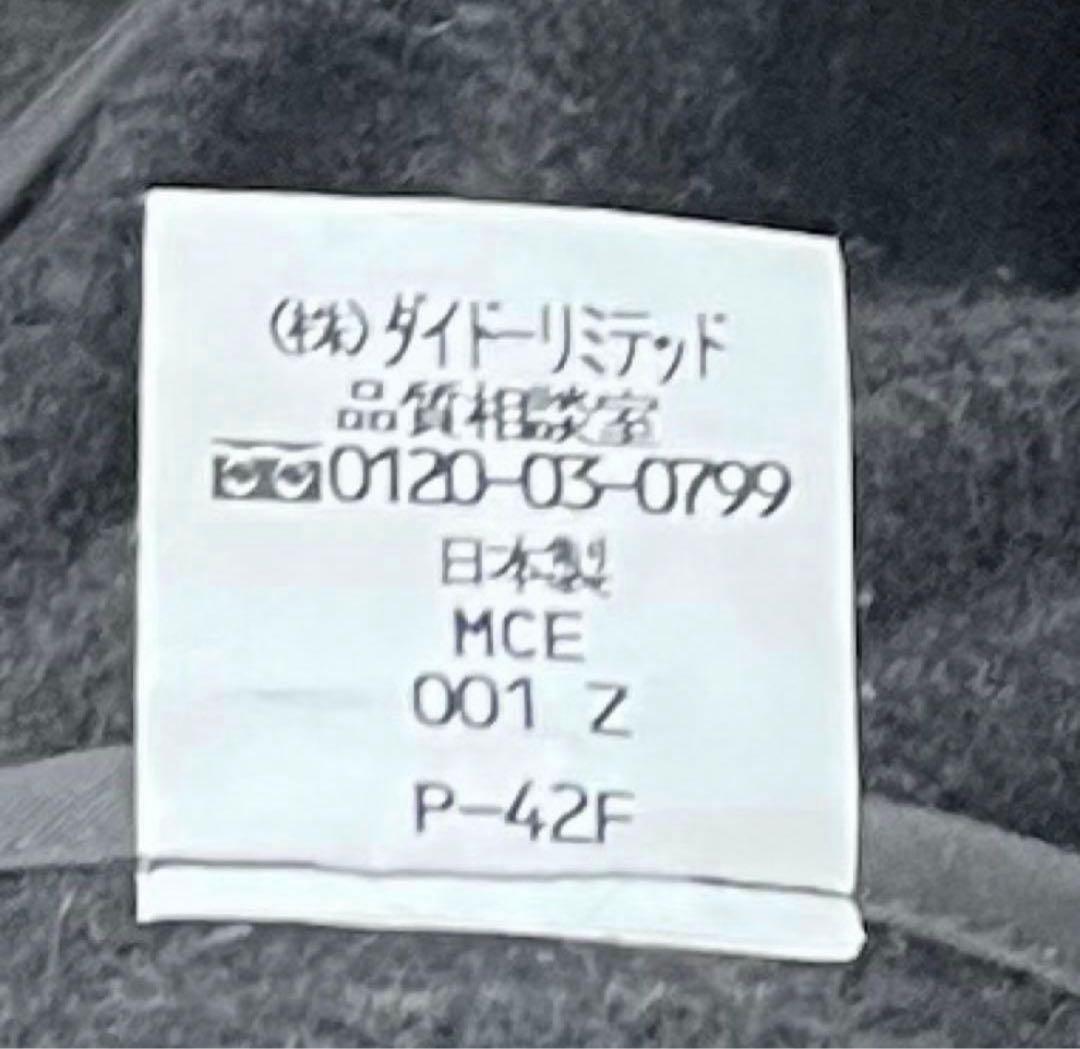 (株)ダイドーリミテッド
品質相談室
0120-03-0799
日本製
MCE
001 Z
P-42F